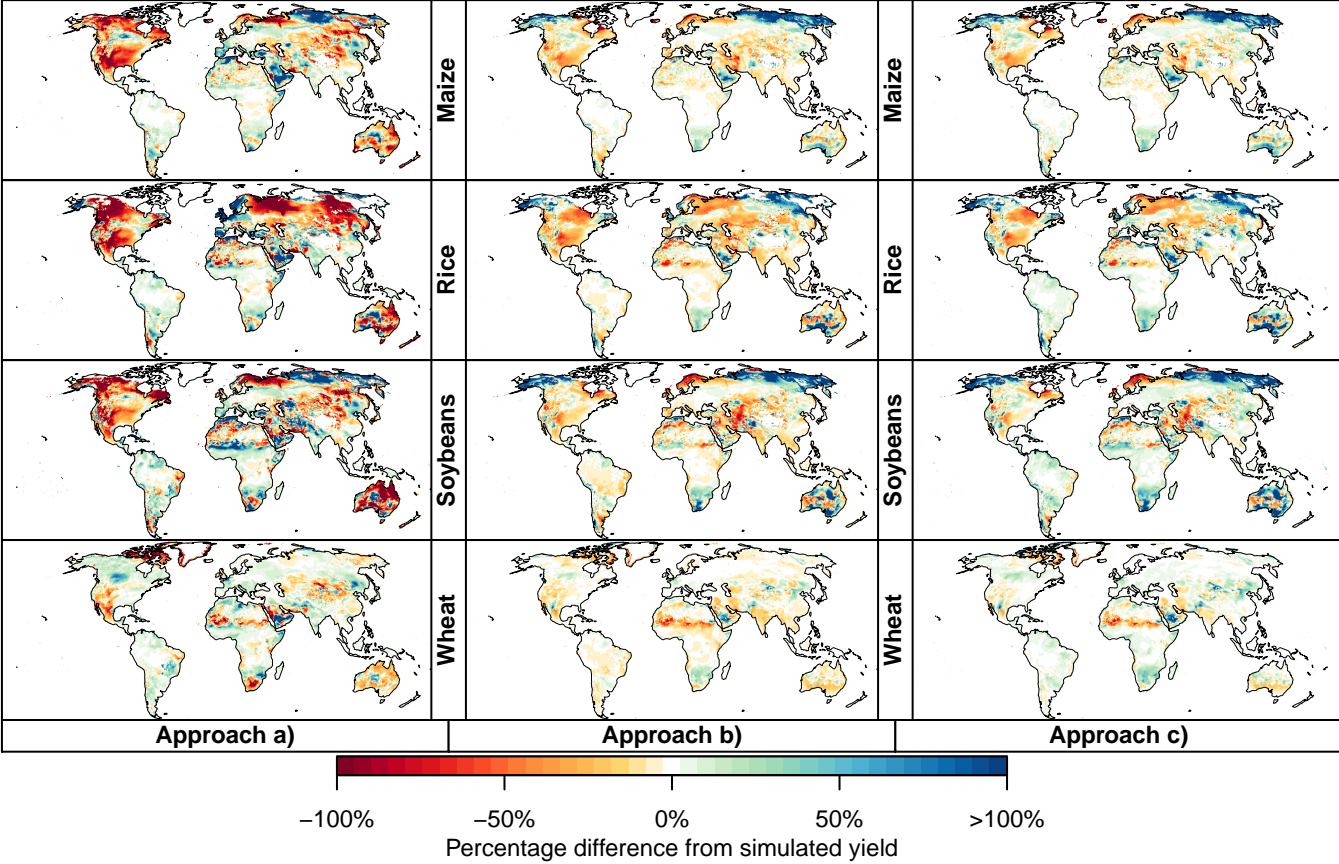 Maize
Maize
Rice
Rice
Soybeans
Soybeans
Wheat
Wheat
Approach a)
Approach b)
Approach c)
−100%
−50%
0%
50%
>100%
Percentage difference from simulated yield